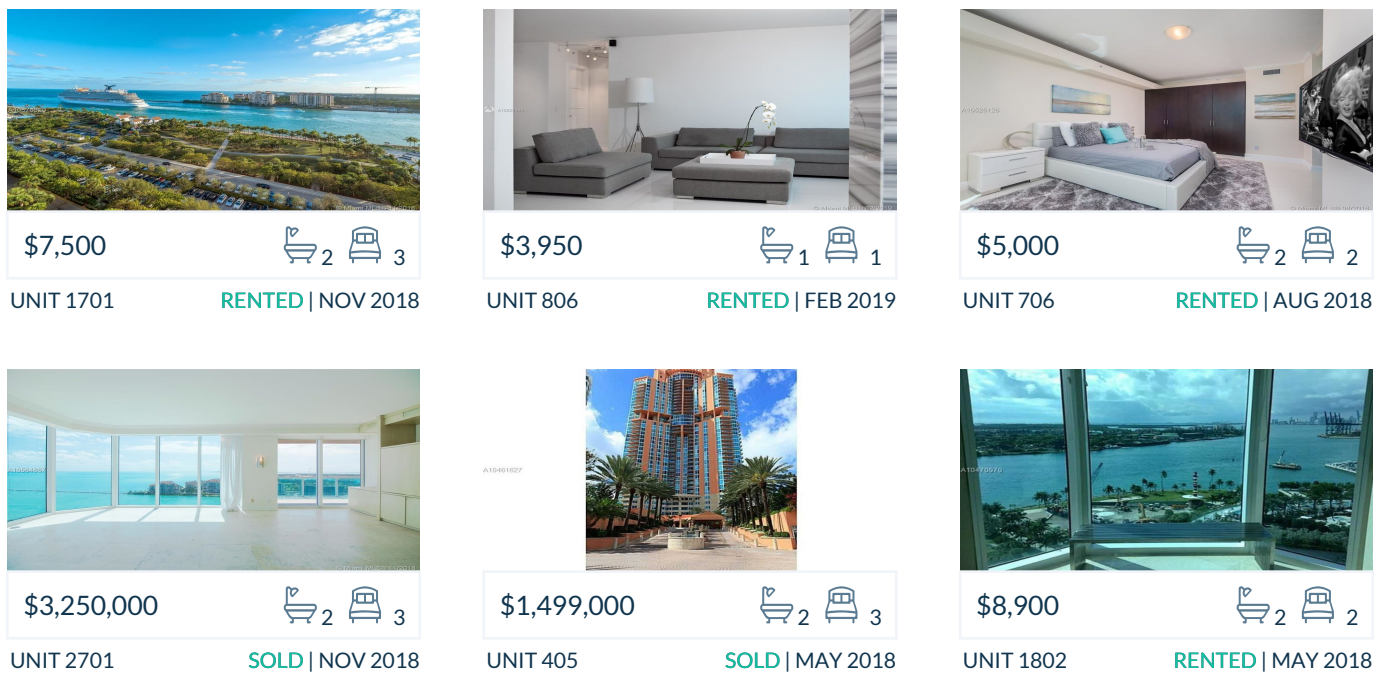 $7,500 2 3
UNIT 1701 RENTED | NOV 2018
$3,950 1 1
UNIT 806 RENTED | FEB 2019
$5,000 2 2
UNIT 706 RENTED | AUG 2018
$3,250,000 2 3
UNIT 2701 SOLD | NOV 2018
A10461627
$1,499,000 2 3
UNIT 405 SOLD | MAY 2018
A10470970
$8,900 2 2
UNIT 1802 RENTED | MAY 2018